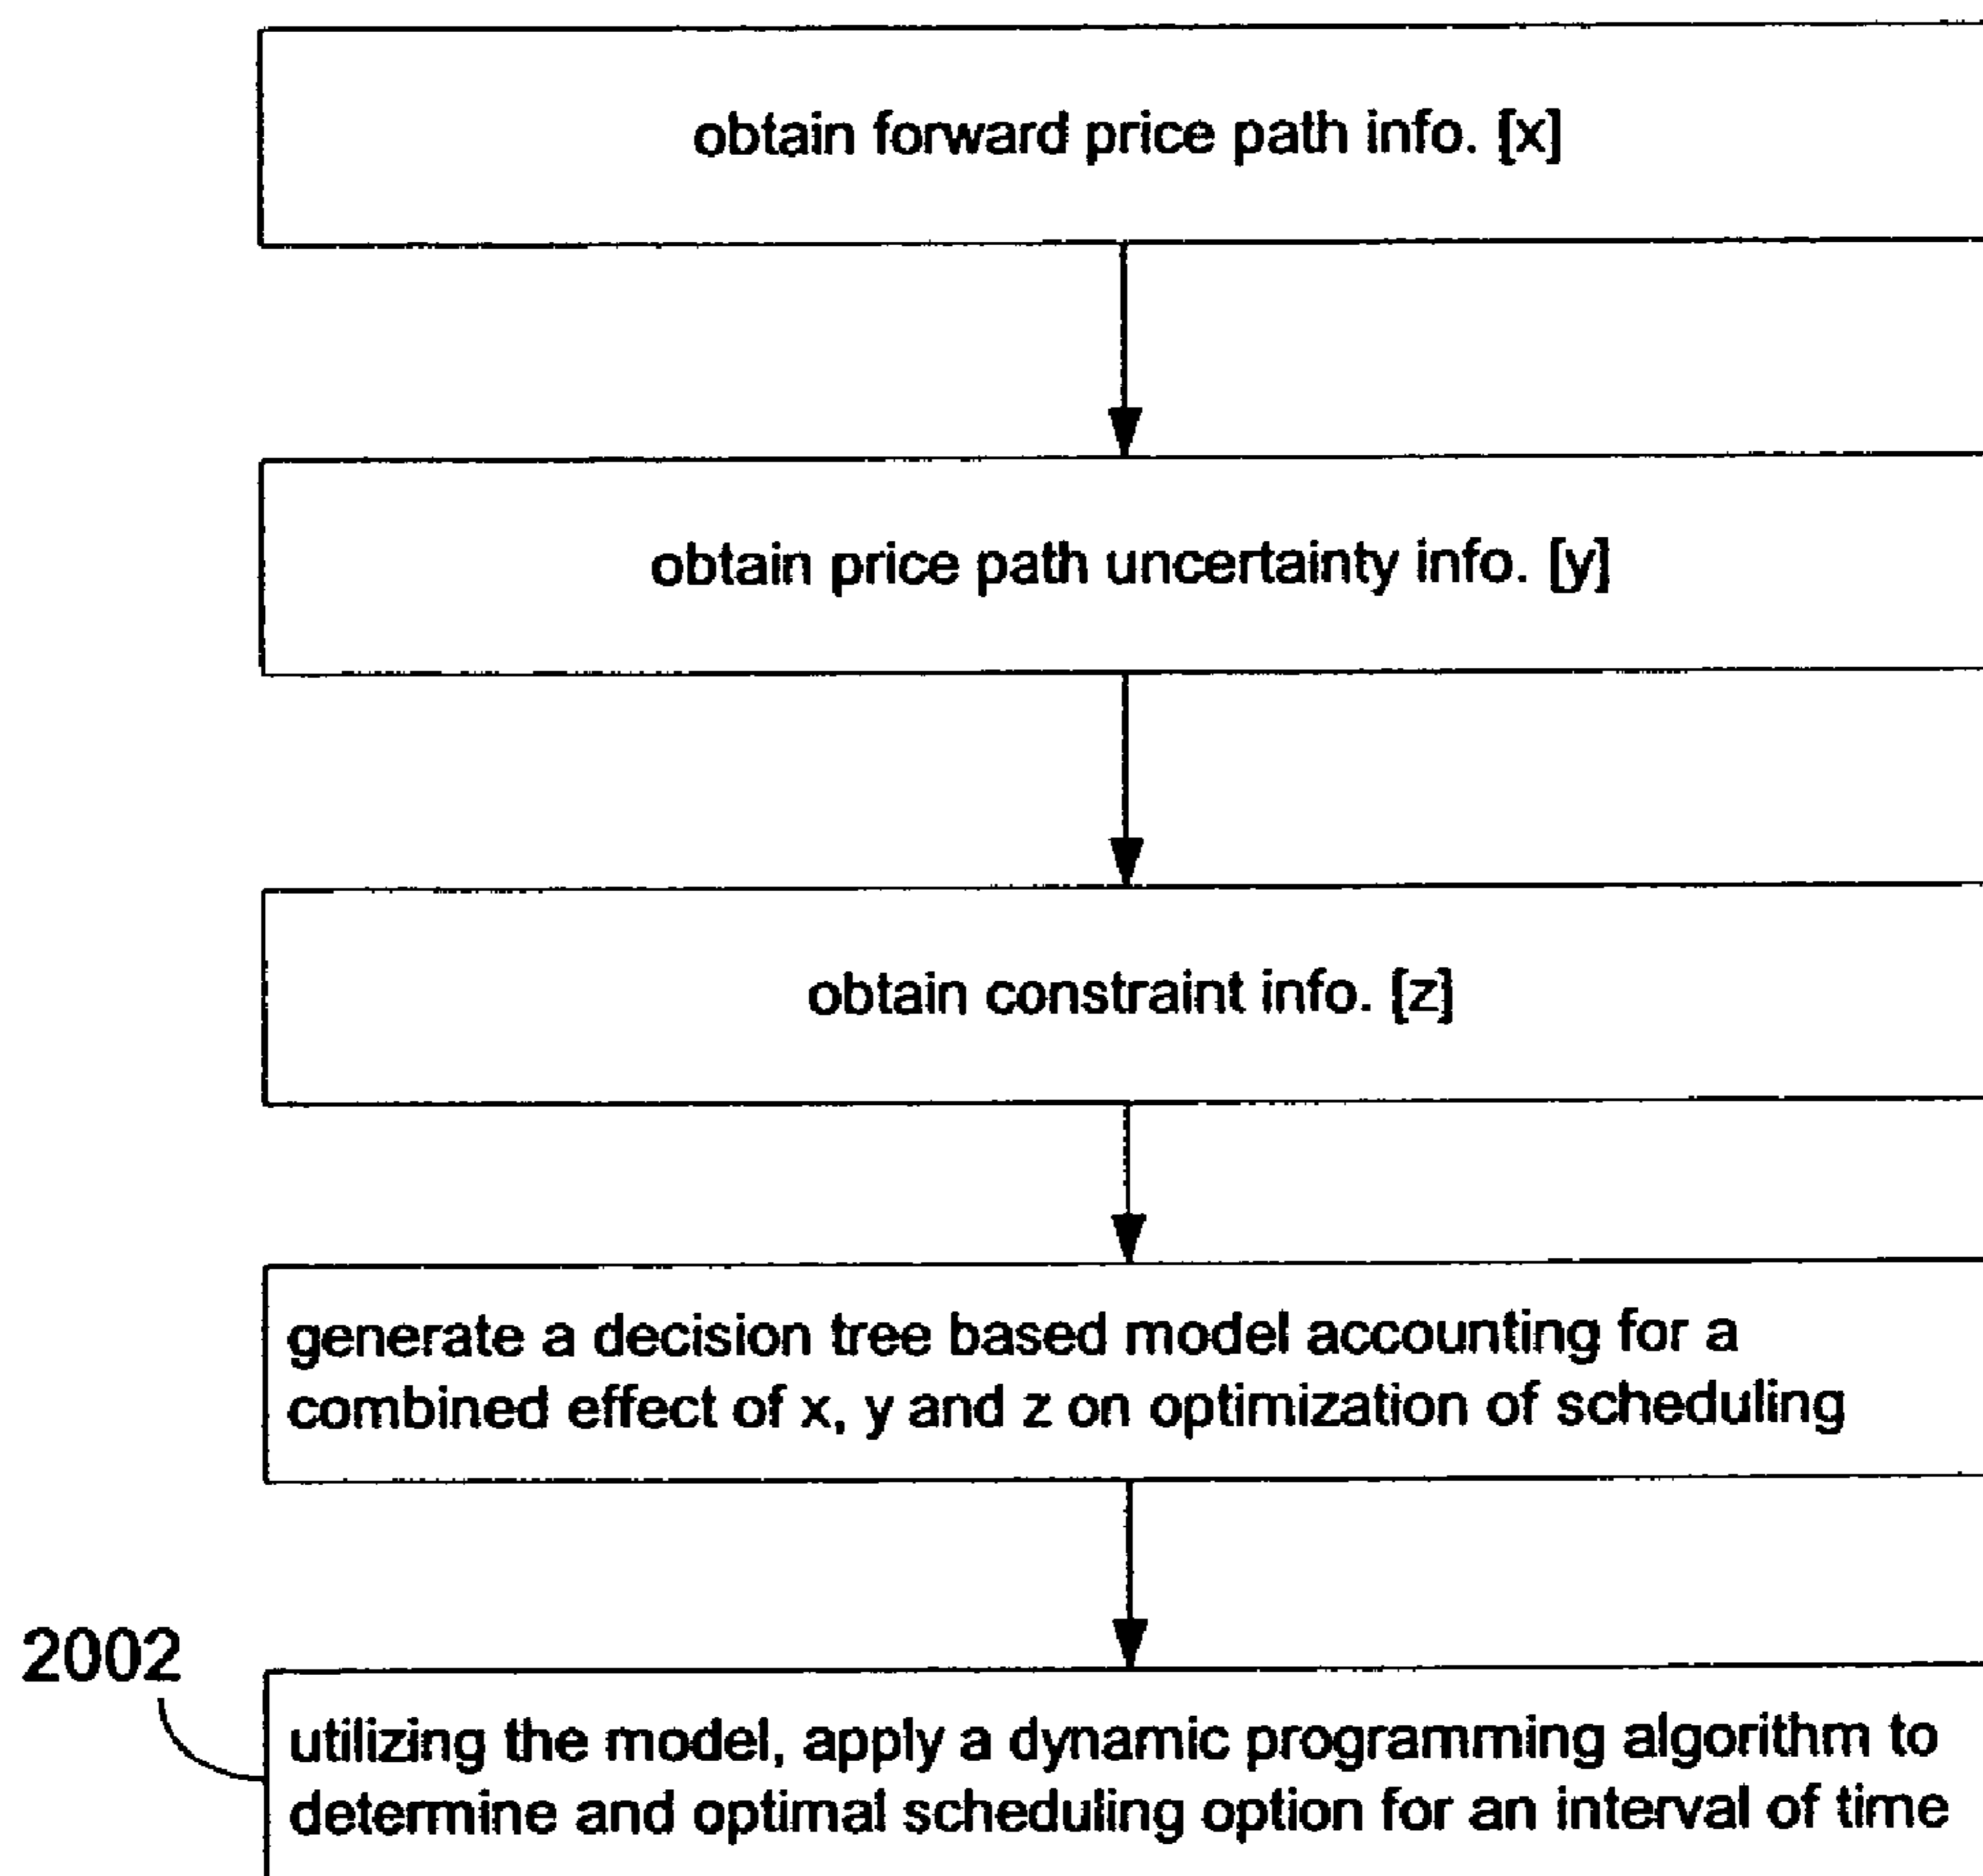 obtain forward price path info. [x]
obtain price path uncertainty info. [y]
obtain constraint info. [z]
generate a decision tree based model accounting for a
combined effect of x, y and z on optimization of scheduling
2002
utilizing the model, apply a dynamic programming algorithm to
determine and optimal scheduling option for an interval of time